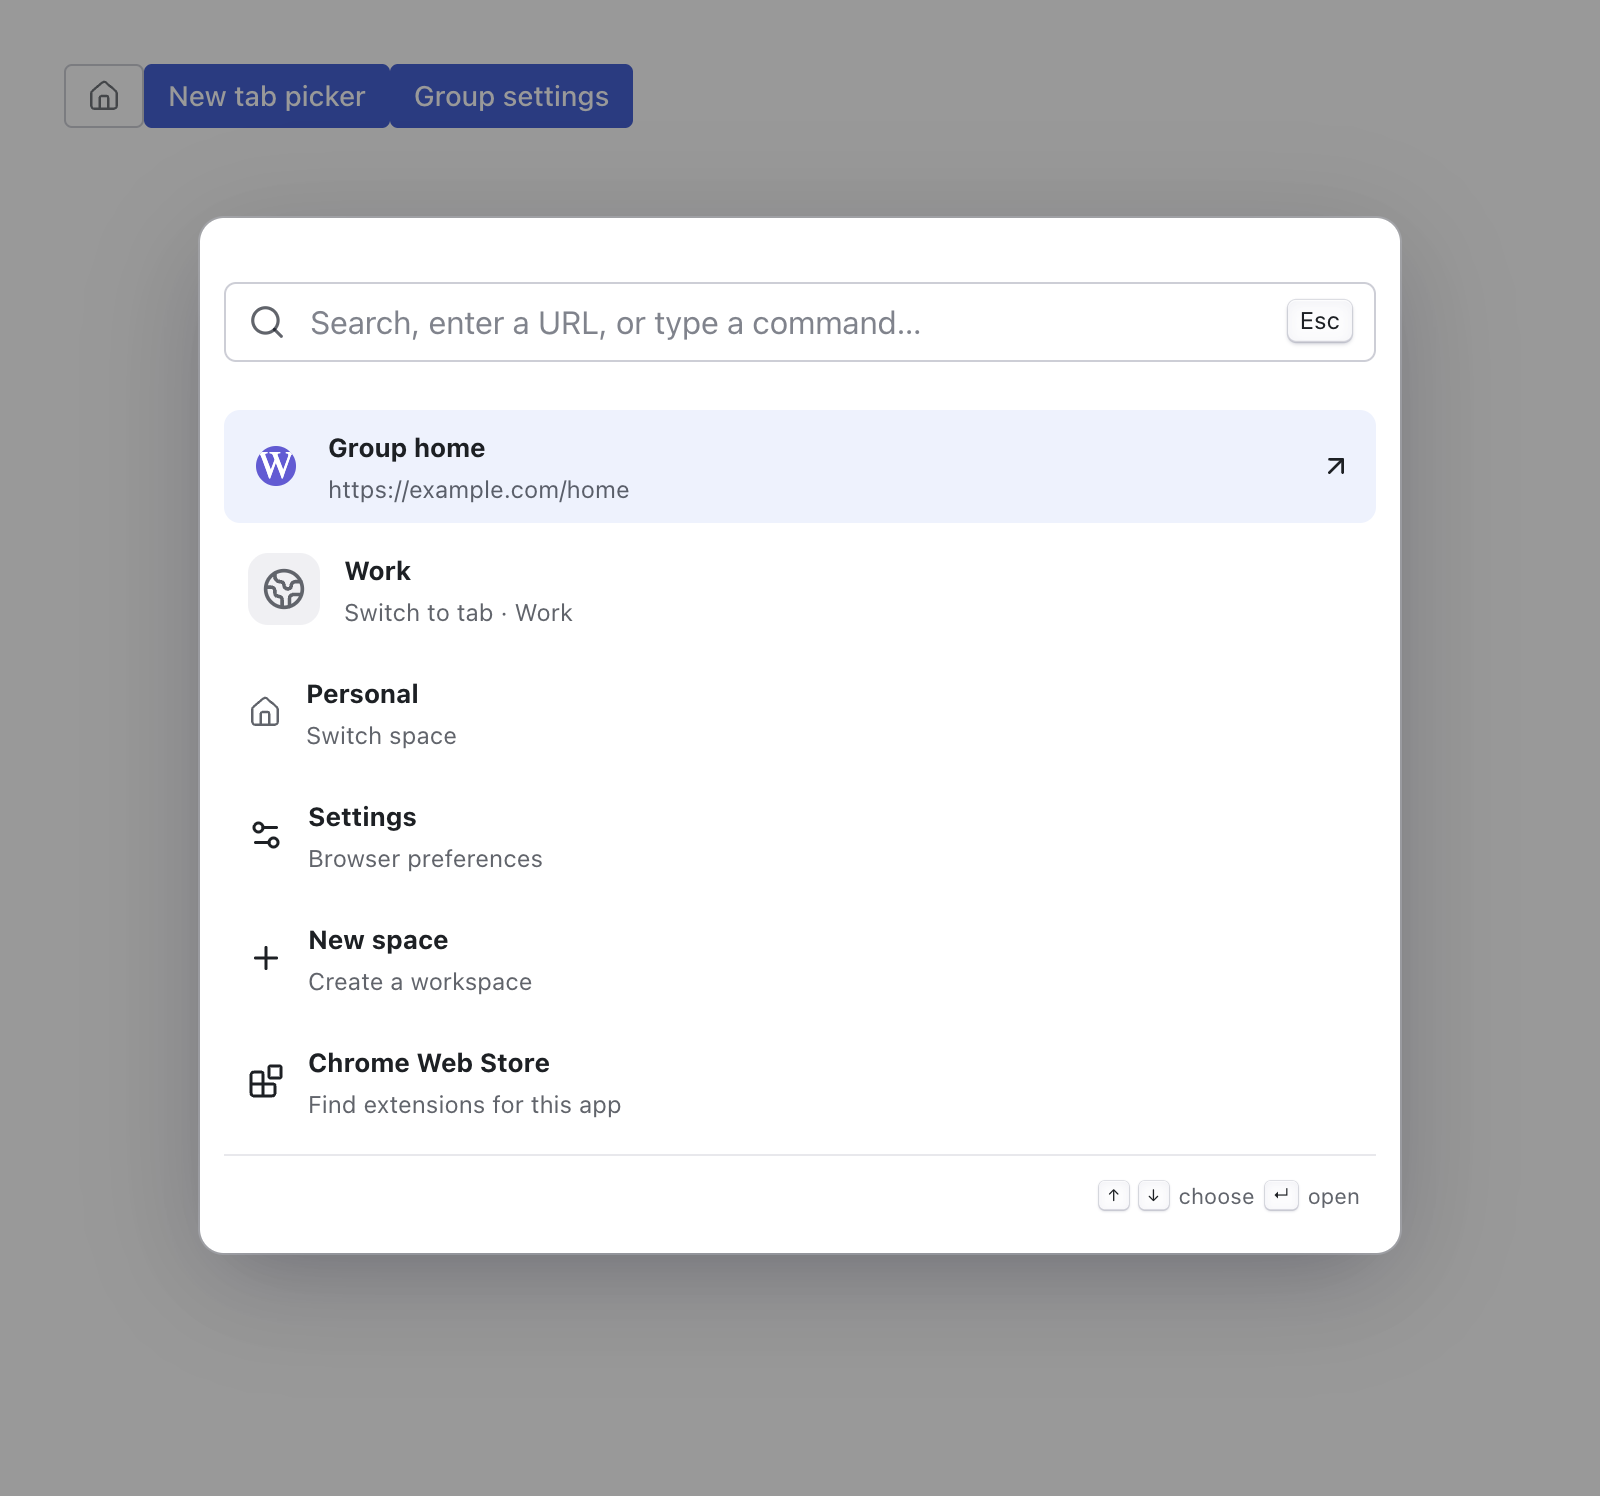 New tab picker
Group settings
Search, enter a URL, or type a command...
Esc
W
Group home
https://example.com/home
Work
Switch to tab · Work
Personal
Switch space
Settings
Browser preferences
New space
Create a workspace
Chrome Web Store
Find extensions for this app
↑ ↓ choose ↵ open